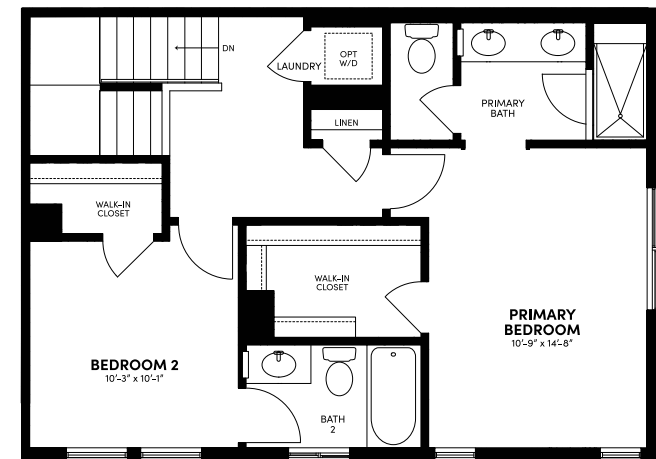 DN
LAUNDRY
OPT
W/D
LINEN
PRIMARY
BATH
WALK-IN
CLOSET
WALK-IN
CLOSET
PRIMARY
BEDROOM
10'-9" x 14'-8"
BEDROOM 2
10'-3" x 10'-1"
BATH
2